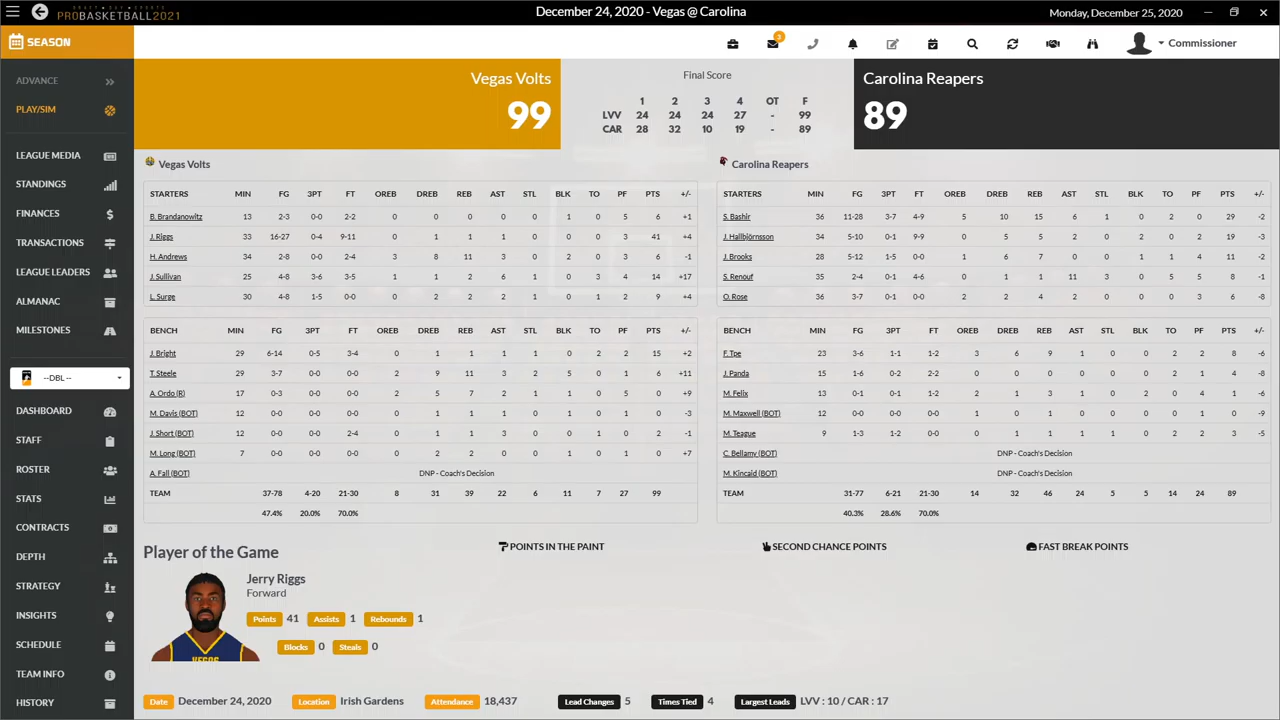 DRAFT DAY SPORTS
PROBASKETBALL2021
December 24, 2020 - Vegas @ Carolina
Monday, December 25, 2020
SEASON
3
Commissioner
ADVANCE
PLAY/SIM
LEAGUE MEDIA
STANDINGS
FINANCES
TRANSACTIONS
LEAGUE LEADERS
ALMANAC
MILESTONES
--DBL --
DASHBOARD
STAFF
ROSTER
STATS
CONTRACTS
DEPTH
STRATEGY
INSIGHTS
SCHEDULE
TEAM INFO
HISTORY
Vegas Volts
99
Final Score
1 2 3 4 OT F
LVV 24 24 24 27 - 99
CAR 28 32 10 19 - 89
Carolina Reapers
89
Vegas Volts
STARTERS MIN FG 3PT FT OREB DREB REB AST STL BLK TO PF PTS +/-
B. Brandanowitz 13 2-3 0-0 2-2 0 0 0 0 0 1 0 5 6 +1
J. Riggs 33 16-27 0-4 9-11 0 1 1 1 0 0 0 3 41 +4
H. Andrews 34 2-8 0-0 2-4 3 8 11 3 0 2 0 3 6 -1
J. Sullivan 25 4-8 3-6 3-5 1 1 2 6 1 0 3 4 14 +17
L. Surge 30 4-8 1-5 0-0 0 2 2 2 1 0 1 2 9 +4
BENCH MIN FG 3PT FT OREB DREB REB AST STL BLK TO PF PTS +/-
J. Bright 29 6-14 0-5 3-4 0 1 1 1 1 0 2 2 15 +2
T. Steele 29 3-7 0-0 0-0 2 9 11 3 2 5 0 1 6 +11
A. Ordo (R) 17 0-3 0-0 0-0 2 5 7 2 1 1 0 5 0 +9
M. Davis (BOT) 12 0-0 0-0 0-0 0 1 1 1 0 1 0 1 0 -3
J. Short (BOT) 12 0-0 0-0 2-4 0 1 1 3 0 0 1 0 2 -1
M. Long (BOT) 7 0-0 0-0 0-0 0 2 2 0 0 1 0 1 0 +7
A. Fall (BOT) DNP - Coach's Decision
TEAM 37-78 4-20 21-30 8 31 39 22 6 11 7 27 99
47.4% 20.0% 70.0%
Carolina Reapers
STARTERS MIN FG 3PT FT OREB DREB REB AST STL BLK TO PF PTS +/-
S. Bashir 36 11-28 3-7 4-9 5 10 15 6 1 0 2 0 29 -2
J. Hallbjörnsson 34 5-10 0-1 9-9 0 5 5 2 0 2 0 2 19 -3
J. Brooks 28 5-12 1-5 0-0 1 6 7 0 0 1 1 4 11 -2
S. Renouf 35 2-4 0-1 4-6 0 1 1 11 3 0 5 5 8 -1
O. Rose 36 3-7 0-1 0-0 2 2 4 2 0 0 0 3 6 -8
BENCH MIN FG 3PT FT OREB DREB REB AST STL BLK TO PF PTS +/-
F. Tpe 23 3-6 1-1 1-2 3 6 9 1 0 0 2 2 8 -6
J. Panda 15 1-6 0-2 2-2 0 0 0 0 0 0 2 1 4 -8
M. Felix 13 0-1 0-0 1-2 2 1 3 1 0 2 0 4 1 -6
M. Maxwell (BOT) 12 0-0 0-0 0-0 1 0 1 0 0 0 0 1 0 -9
M. Teague 9 1-3 1-2 0-0 0 1 1 1 1 0 2 2 3 -5
C. Bellamy (BOT) DNP - Coach's Decision
M. Kincaid (BOT) DNP - Coach's Decision
TEAM 31-77 6-21 21-30 14 32 46 24 5 5 14 24 89
40.3% 28.6% 70.0%
Player of the Game
POINTS IN THE PAINT
SECOND CHANCE POINTS
FAST BREAK POINTS
Jerry Riggs
Forward
Points 41 Assists 1 Rebounds 1
Blocks 0 Steals 0
VEGAS
Date December 24, 2020 Location Irish Gardens Attendance 18,437 Lead Changes 5 Times Tied 4 Largest Leads LVV : 10 / CAR : 17